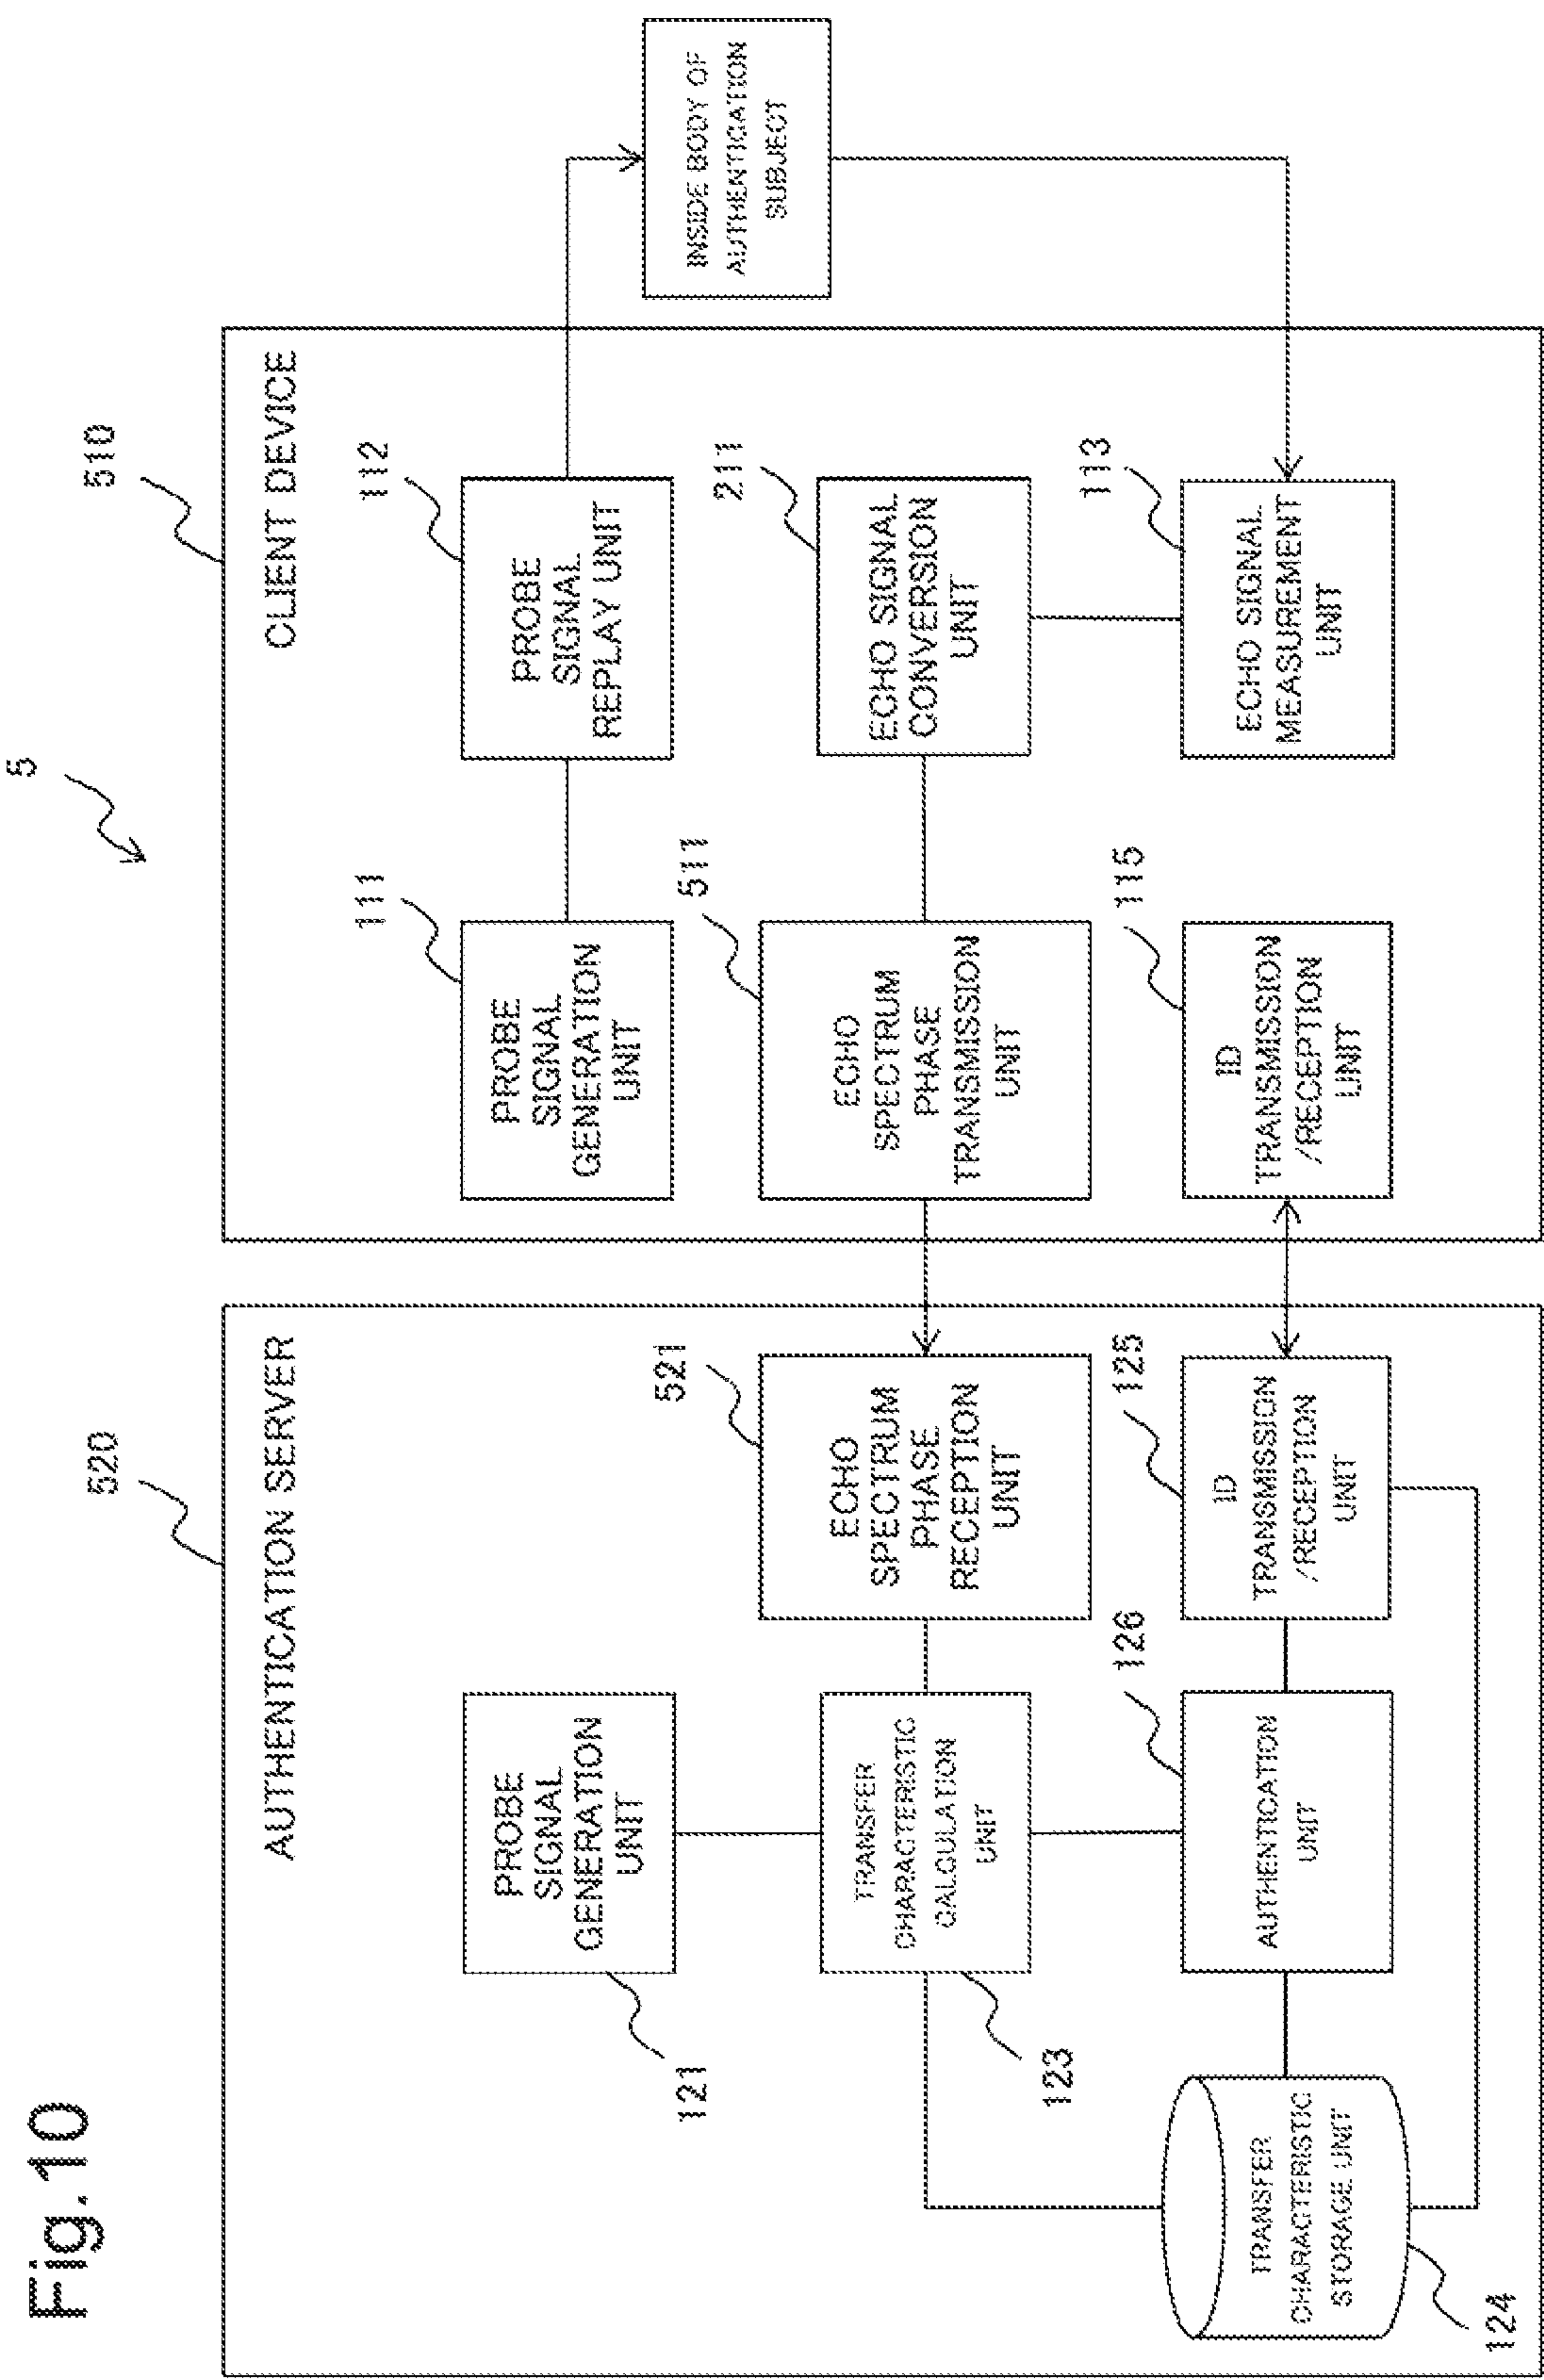 Fig.10
5
520
AUTHENTICATION SERVER
PROBE
SIGNAL
GENERATION
UNIT
121
TRANSFER
CHARACTERISTIC
CALCULATION
UNIT
123
ECHO
SPECTRUM
PHASE
RECEPTION
UNIT
521
TRANSFER
CHARACTERISTIC
STORAGE UNIT
124
AUTHENTICATION
UNIT
126
ID
TRANSMISSION
/RECEPTION
UNIT
125
510
CLIENT DEVICE
PROBE
SIGNAL
GENERATION
UNIT
111
PROBE
SIGNAL
REPLAY UNIT
112
ECHO
SPECTRUM
PHASE
TRANSMISSION
UNIT
511
ECHO SIGNAL
CONVERSION
UNIT
211
ID
TRANSMISSION
/RECEPTION
UNIT
115
ECHO SIGNAL
MEASUREMENT
UNIT
113
INSIDE BODY OF
AUTHENTICATION
SUBJECT